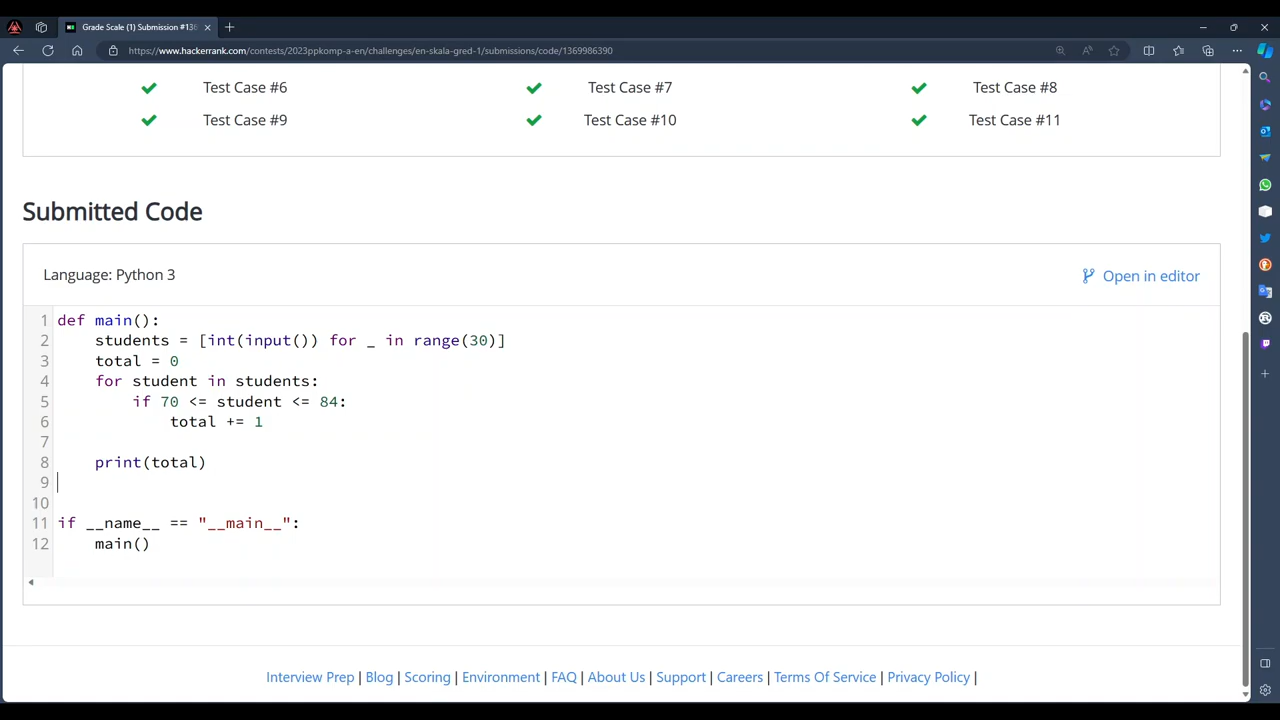 Grade Scale (1) Submission #136
https://www.hackerrank.com/contests/2023ppkomp-a-en/challenges/en-skala-gred-1/submissions/code/1369986390
Test Case #6 Test Case #7 Test Case #8
Test Case #9 Test Case #10 Test Case #11
Submitted Code
Language: Python 3 Open in editor
1 def main():
2 students = [int(input()) for _ in range(30)]
3 total = 0
4 for student in students:
5 if 70 <= student <= 84:
6 total += 1
7
8 print(total)
9
10
11 if __name__ == "__main__":
12 main()
Interview Prep | Blog | Scoring | Environment | FAQ | About Us | Support | Careers | Terms Of Service | Privacy Policy |